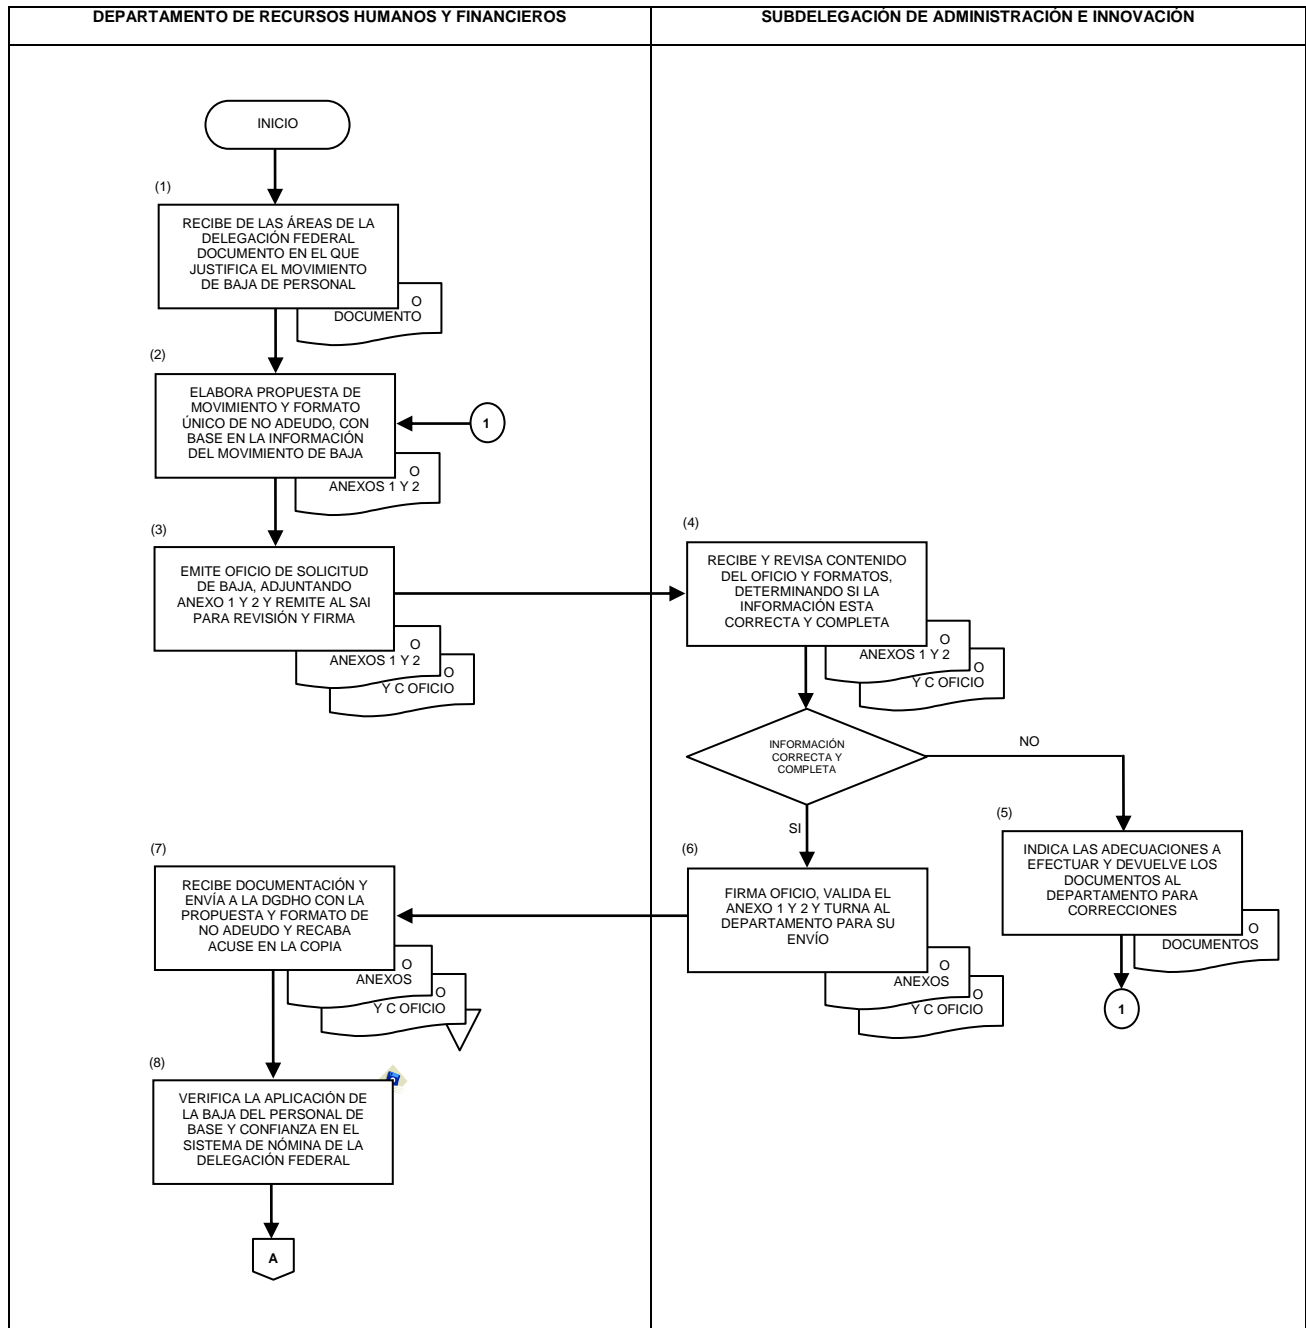 DEPARTAMENTO DE RECURSOS HUMANOS Y FINANCIEROS
SUBDELEGACIÓN DE ADMINISTRACIÓN E INNOVACIÓN
INICIO
(1)
RECIBE DE LAS ÁREAS DE LA
DELEGACIÓN FEDERAL
DOCUMENTO EN EL QUE
JUSTIFICA EL MOVIMIENTO
DE BAJA DE PERSONAL
O
DOCUMENTO
(2)
ELABORA PROPUESTA DE
MOVIMIENTO Y FORMATO
ÚNICO DE NO ADEUDO, CON
BASE EN LA INFORMACIÓN
DEL MOVIMIENTO DE BAJA
1
O
ANEXOS 1 Y 2
(3)
EMITE OFICIO DE SOLICITUD
DE BAJA, ADJUNTANDO
ANEXO 1 Y 2 Y REMITE AL SAI
PARA REVISIÓN Y FIRMA
O
ANEXOS 1 Y 2
O
Y C OFICIO
(4)
RECIBE Y REVISA CONTENIDO
DEL OFICIO Y FORMATOS,
DETERMINANDO SI LA
INFORMACIÓN ESTA
CORRECTA Y COMPLETA
O
ANEXOS 1 Y 2
O
Y C OFICIO
INFORMACIÓN
CORRECTA Y
COMPLETA
NO
SI
(5)
INDICA LAS ADECUACIONES A
EFECTUAR Y DEVUELVE LOS
DOCUMENTOS AL
DEPARTAMENTO PARA
CORRECCIONES
O
DOCUMENTOS
1
(6)
FIRMA OFICIO, VALIDA EL
ANEXO 1 Y 2 Y TURNA AL
DEPARTAMENTO PARA SU
ENVÍO
O
ANEXOS
O
Y C OFICIO
(7)
RECIBE DOCUMENTACIÓN Y
ENVÍA A LA DGDHO CON LA
PROPUESTA Y FORMATO DE
NO ADEUDO Y RECABA
ACUSE EN LA COPIA
O
ANEXOS
O
Y C OFICIO
(8)
VERIFICA LA APLICACIÓN DE
LA BAJA DEL PERSONAL DE
BASE Y CONFIANZA EN EL
SISTEMA DE NÓMINA DE LA
DELEGACIÓN FEDERAL
A